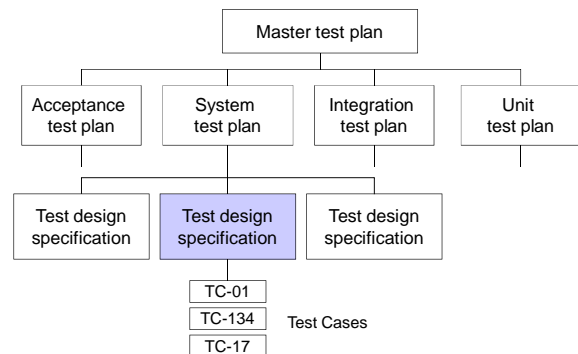 Master test plan
Acceptance
test plan
System
test plan
Integration
test plan
Unit
test plan
Test design
specification
Test design
specification
Test design
specification
TC-01
TC-134
Test Cases
TC-17